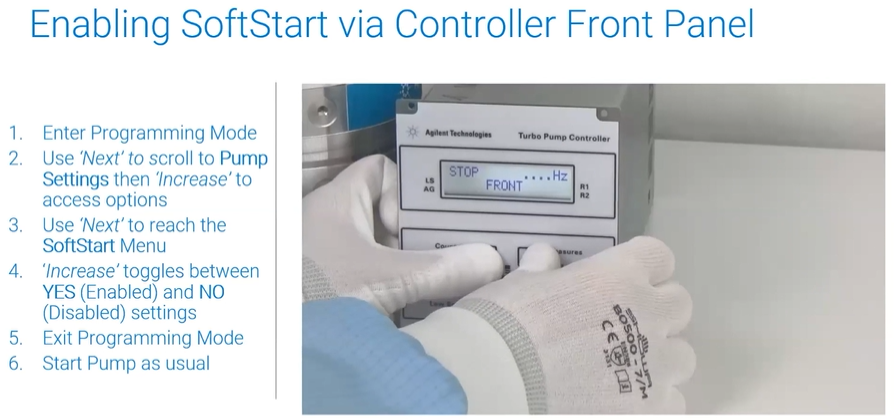 Enabling SoftStart via Controller Front Panel
1. Enter Programming Mode
2. Use 'Next' to scroll to Pump
Settings then 'Increase' to
access options
3. Use 'Next' to reach the
SoftStart Menu
4. 'Increase' toggles between
YES (Enabled) and NO
(Disabled) settings
5. Exit Programming Mode
6. Start Pump as usual
Agilent Technologies
Turbo Pump Controller
STOP ....Hz
FRONT
LS
AG
R1
R2
B0500 - 7/M
CE